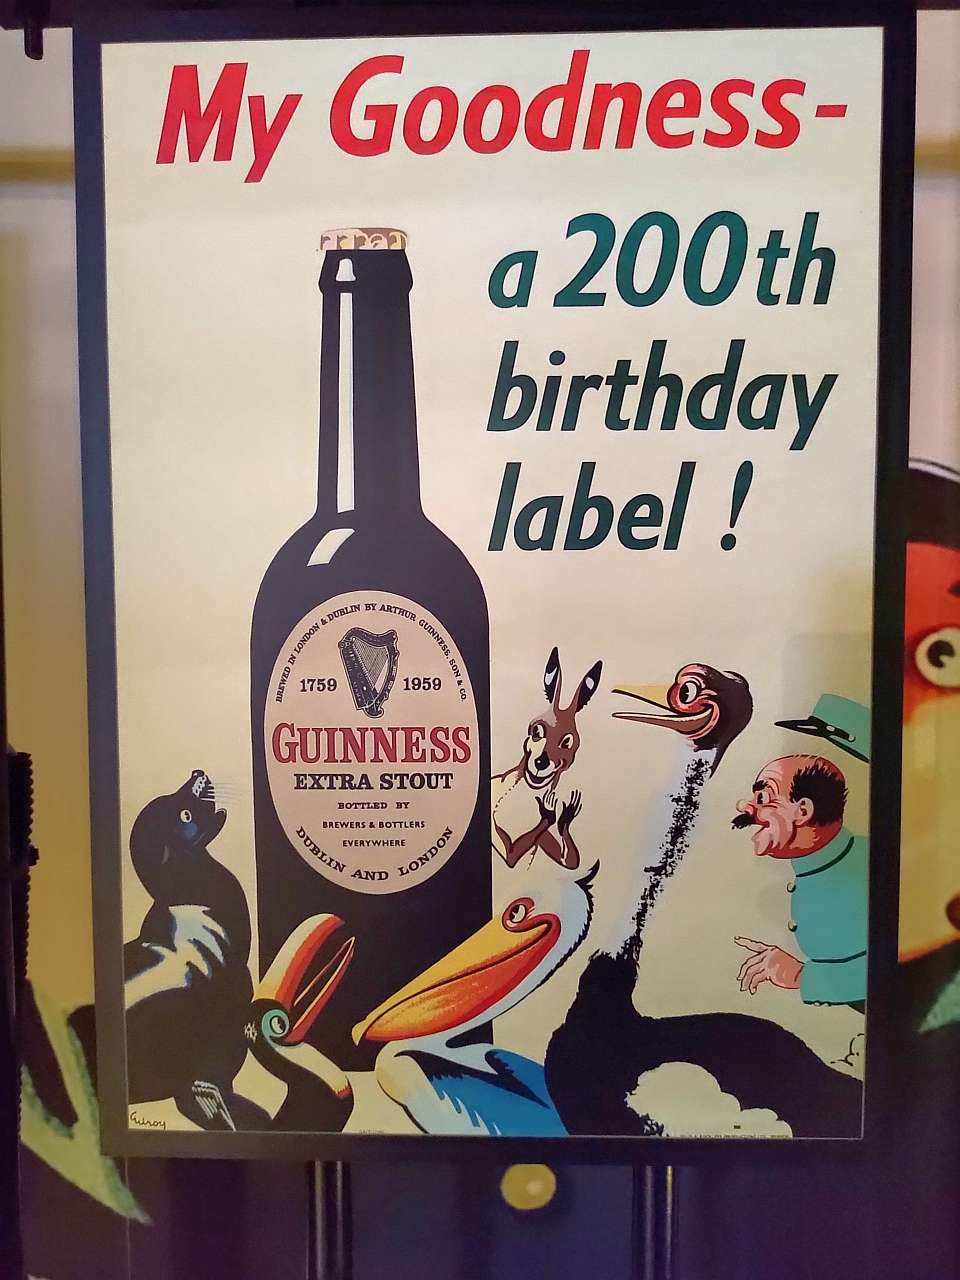 My Goodness-
a 200th
birthday
label !
BREWED IN LONDON & DUBLIN BY ARTHUR GUINNESS, SON & CO.
1759 1959
GUINNESS
EXTRA STOUT
BOTTLED BY
BREWERS & BOTTLERS
EVERYWHERE
DUBLIN AND LONDON
Gilroy